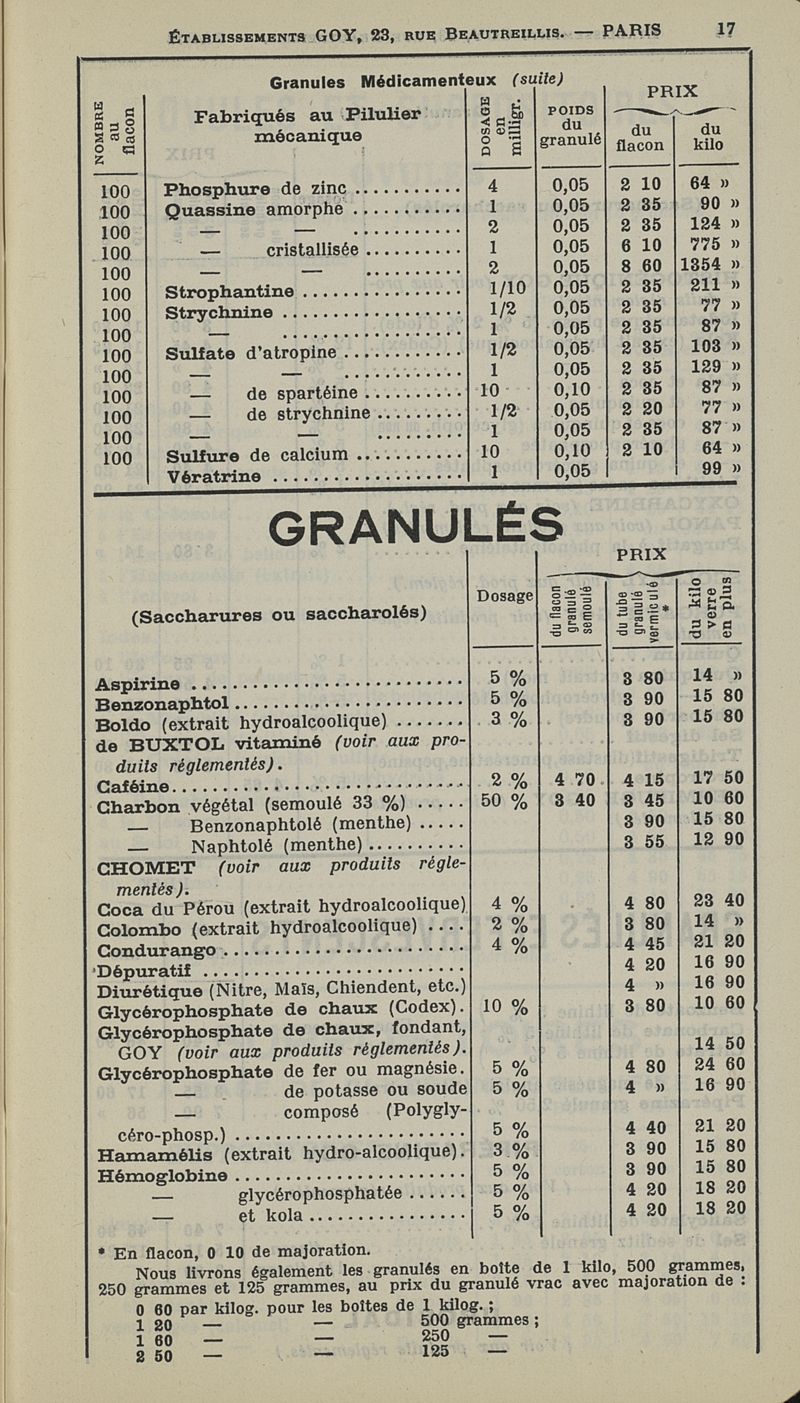 ÉTABLISSEMENTS GOY, 23, RUE BEAUTREILLIS. — PARIS 17
Granules Médicamenteux (suite)
NOMBRE au flacon
Fabriqués au Pilulier mécanique
DOSAGE en milligr.
POIDS du granulé
PRIX
du flacon
du kilo
100 Phosphure de zinc ........... 4 0,05 2 10 64 »
100 Quassine amorphe ........... 1 0,05 2 35 90 »
100 — — ........... 2 0,05 2 35 124 »
100 — cristallisée .......... 1 0,05 6 10 775 »
100 — — .......... 2 0,05 8 60 1354 »
100 Strophantine ................ 1/10 0,05 2 35 211 »
100 Strychnine .................. 1/2 0,05 2 35 77 »
100 — .................. 1 0,05 2 35 87 »
100 Sulfate d'atropine ............ 1/2 0,05 2 35 103 »
100 — — ............ 1 0,05 2 35 129 »
100 — de spartéine .......... 10 0,10 2 35 87 »
100 — de strychnine ......... 1/2 0,05 2 20 77 »
100 — — ......... 1 0,05 2 35 87 »
100 Sulfure de calcium ........... 10 0,10 2 10 64 »
Vératrine ................... 1 0,05 99 »
GRANULÉS
(Saccharures ou saccharolés)
Dosage
PRIX
du flacon granulé semoulé
du tube granulé vermiculé *
du kilo verre en plus
Aspirine ........................... 5 % 3 80 14 »
Benzonaphtol ....................... 5 % 3 90 15 80
Boldo (extrait hydroalcoolique) ....... 3 % 3 90 15 80
de BUXTOL vitaminé (voir aux pro-
duits réglementés).
Caféine............................. 2 % 4 70 4 15 17 50
Charbon végétal (semoulé 33 %) ..... 50 % 3 40 3 45 10 60
— Benzonaphtolé (menthe) ..... 3 90 15 80
— Naphtolé (menthe) .......... 3 55 12 90
CHOMET (voir aux produits régle-
mentés).
Coca du Pérou (extrait hydroalcoolique) 4 % 4 80 23 40
Colombo (extrait hydroalcoolique) .... 2 % 3 80 14 »
Condurango ........................ 4 % 4 45 21 20
Dépuratif .......................... 4 20 16 90
Diurétique (Nitre, Maïs, Chiendent, etc.) 4 » 16 90
Glycérophosphate de chaux (Codex). 10 % 3 80 10 60
Glycérophosphate de chaux, fondant,
GOY (voir aux produits réglementés). 14 50
Glycérophosphate de fer ou magnésie. 5 % 4 80 24 60
— de potasse ou soude 5 % 4 » 16 90
— composé (Polygly-
céro-phosp.) ....................... 5 % 4 40 21 20
Hamamélis (extrait hydro-alcoolique). 3 % 3 90 15 80
Hémoglobine ....................... 5 % 3 90 15 80
— glycérophosphatée ...... 5 % 4 20 18 20
— et kola ................ 5 % 4 20 18 20
* En flacon, 0 10 de majoration.
Nous livrons également les granulés en boîte de 1 kilo, 500 grammes,
250 grammes et 125 grammes, au prix du granulé vrac avec majoration de :
0 60 par kilog. pour les boîtes de 1 kilog. ;
1 20 — — 500 grammes ;
1 60 — — 250 —
2 50 — — 125 —